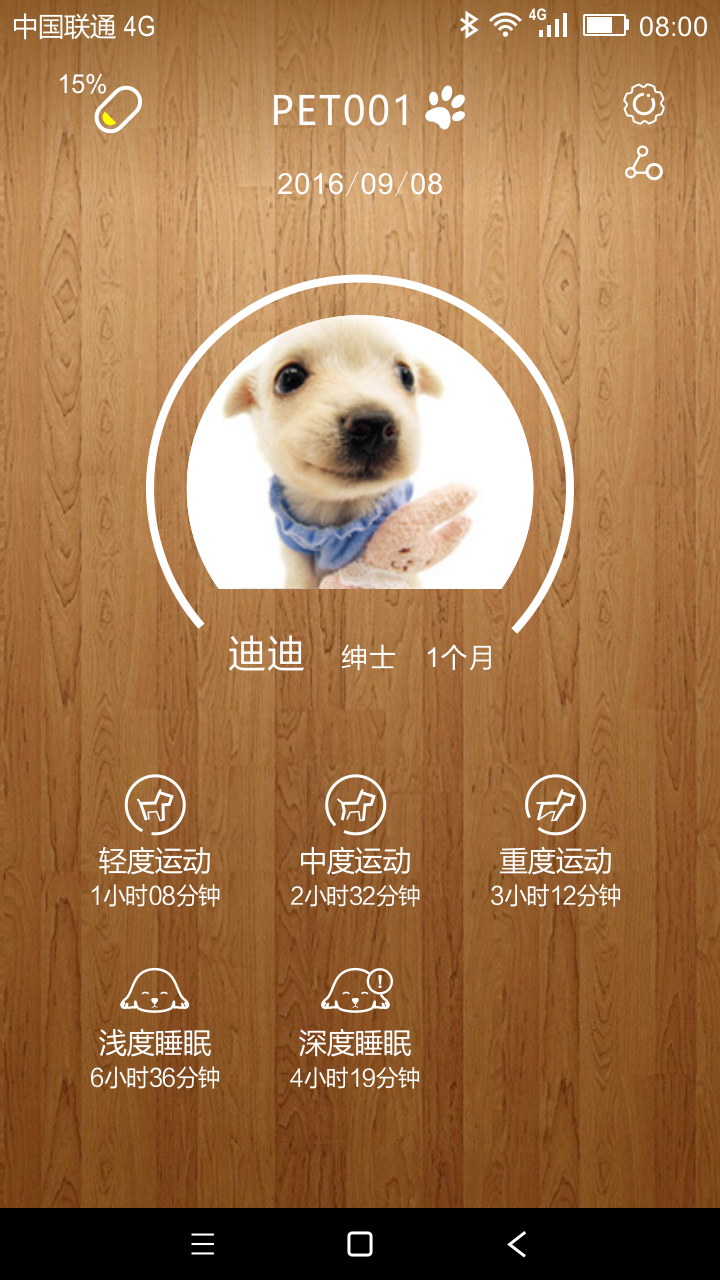 中国联通 4G
4G
08:00
15%
PET001
2016/09/08
迪迪 绅士 1个月
轻度运动 中度运动 重度运动
1小时08分钟 2小时32分钟 3小时12分钟
!
浅度睡眠 深度睡眠
6小时36分钟 4小时19分钟